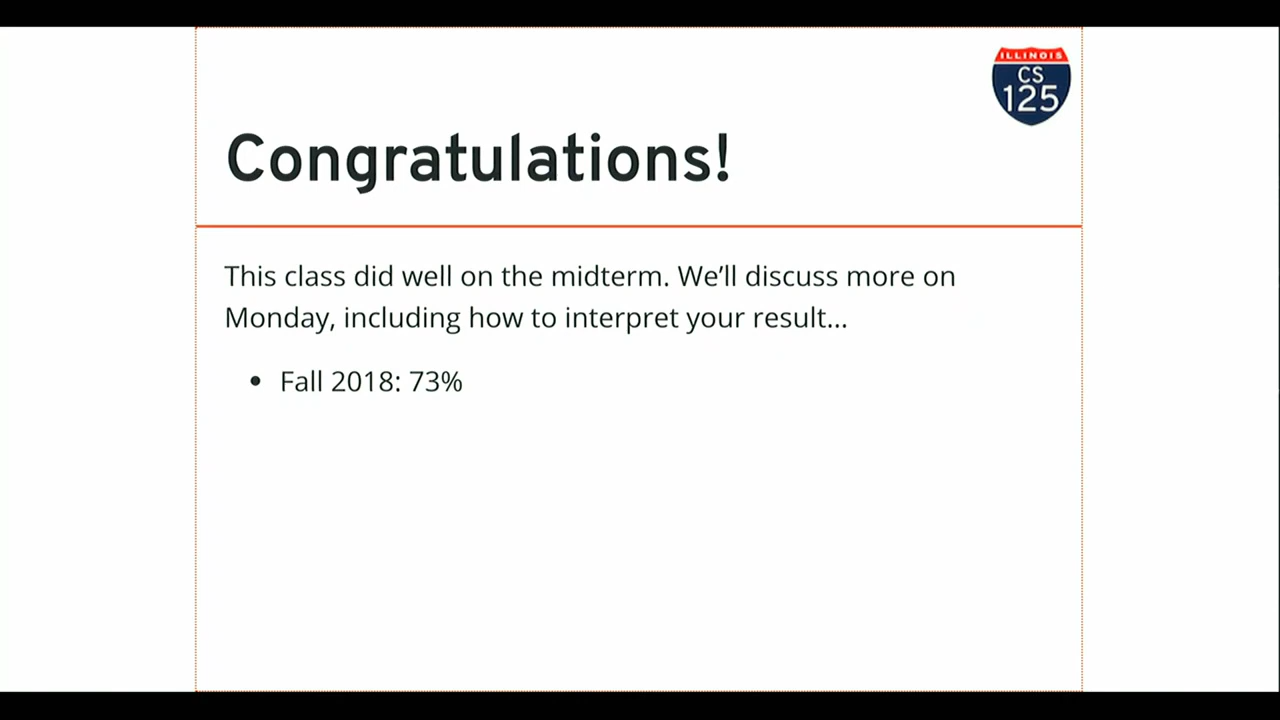 ILLINOIS
CS
125
Congratulations!
This class did well on the midterm. We’ll discuss more on
Monday, including how to interpret your result…
• Fall 2018: 73%